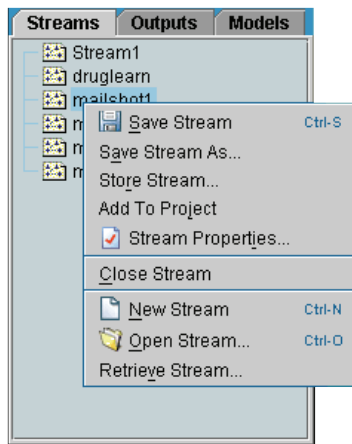 Streams Outputs Models
Stream1
druglearn
mailshot1
m
m
m
Save Stream Ctrl-S
Save Stream As...
Store Stream...
Add To Project
Stream Properties...
Close Stream
New Stream Ctrl-N
Open Stream... Ctrl-O
Retrieve Stream...